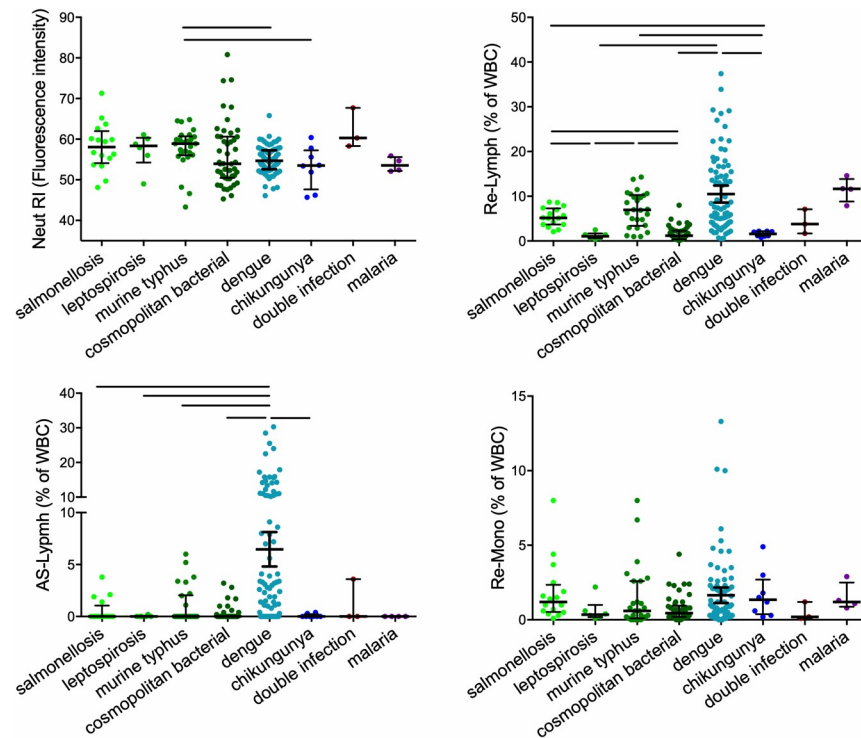 Neut RI (Fluorescence intensity)
90
80
70
60
50
40
salmonellosis
leptospirosis
murine typhus
cosmopolitan bacterial
dengue
chikungunya
double infection
malaria
Re-Lymph (% of WBC)
50
40
30
20
10
0
salmonellosis
leptospirosis
murine typhus
cosmopolitan bacterial
dengue
chikungunya
double infection
malaria
AS-Lypmh (% of WBC)
40
30
20
10
10
5
0
salmonellosis
leptospirosis
murine typhus
cosmopolitan bacterial
dengue
chikungunya
double infection
malaria
Re-Mono (% of WBC)
15
10
5
0
salmonellosis
leptospirosis
murine typhus
cosmopolitan bacterial
dengue
chikungunya
double infection
malaria